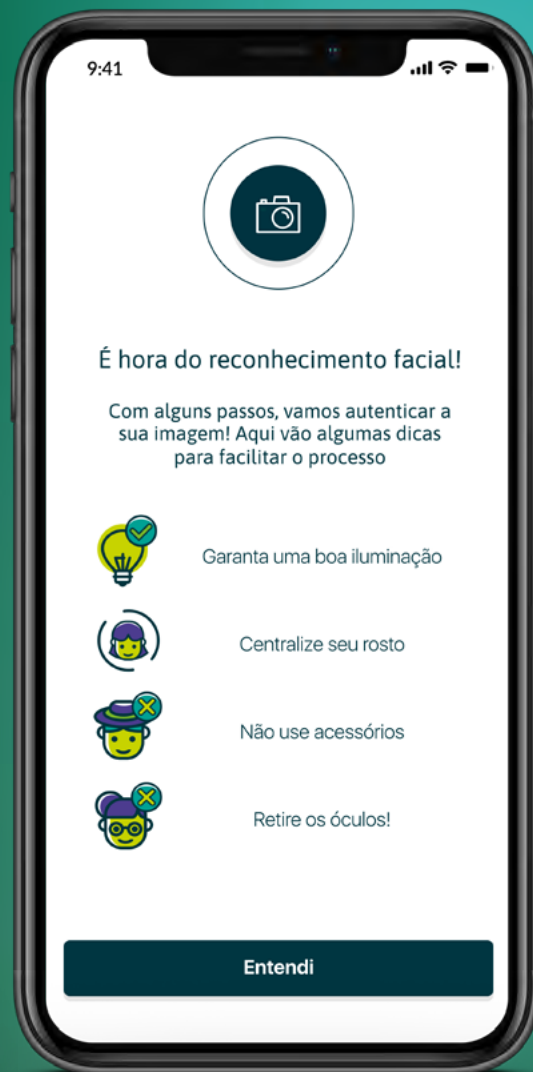 9:41
É hora do reconhecimento facial!
Com alguns passos, vamos autenticar a
sua imagem! Aqui vão algumas dicas
para facilitar o processo
Garanta uma boa iluminação
Centralize seu rosto
Não use acessórios
Retire os óculos!
Entendi